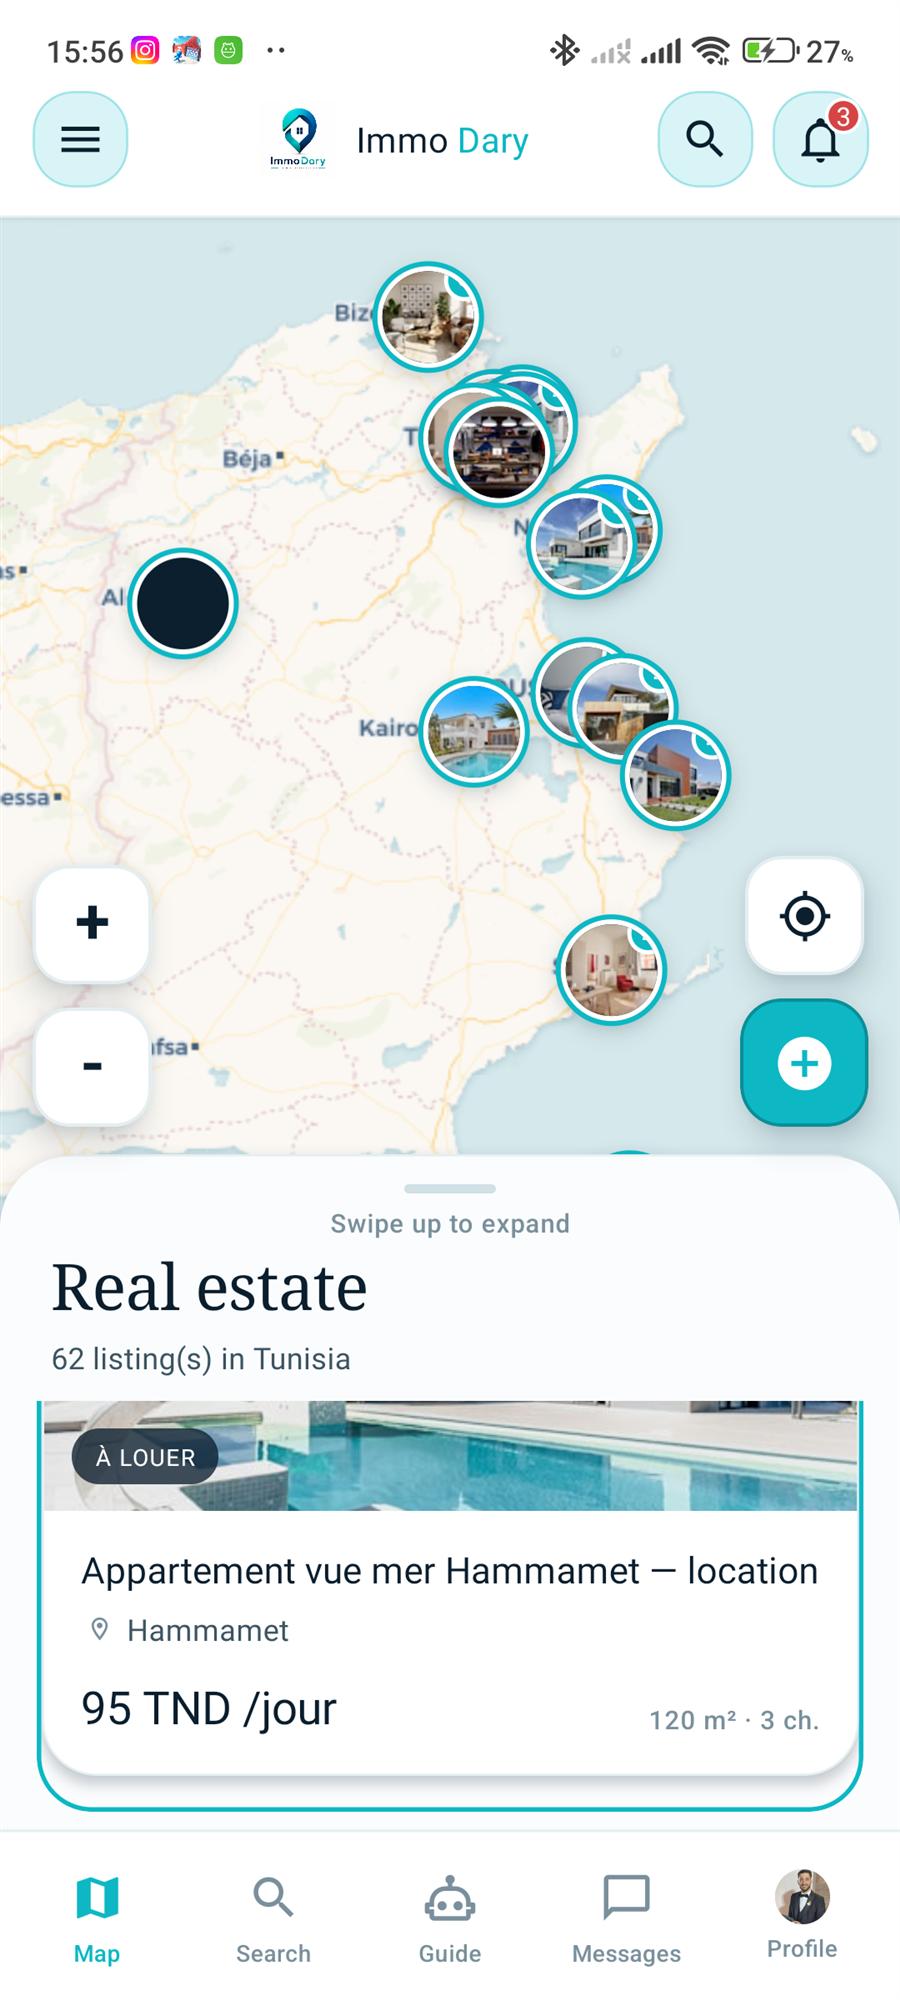 15:56
27%
ImmoDary
Immo Dary
3
Béja
Kairo
Swipe up to expand
Real estate
62 listing(s) in Tunisia
À LOUER
Appartement vue mer Hammamet — location
Hammamet
95 TND /jour
120 m² · 3 ch.
Map
Search
Guide
Messages
Profile